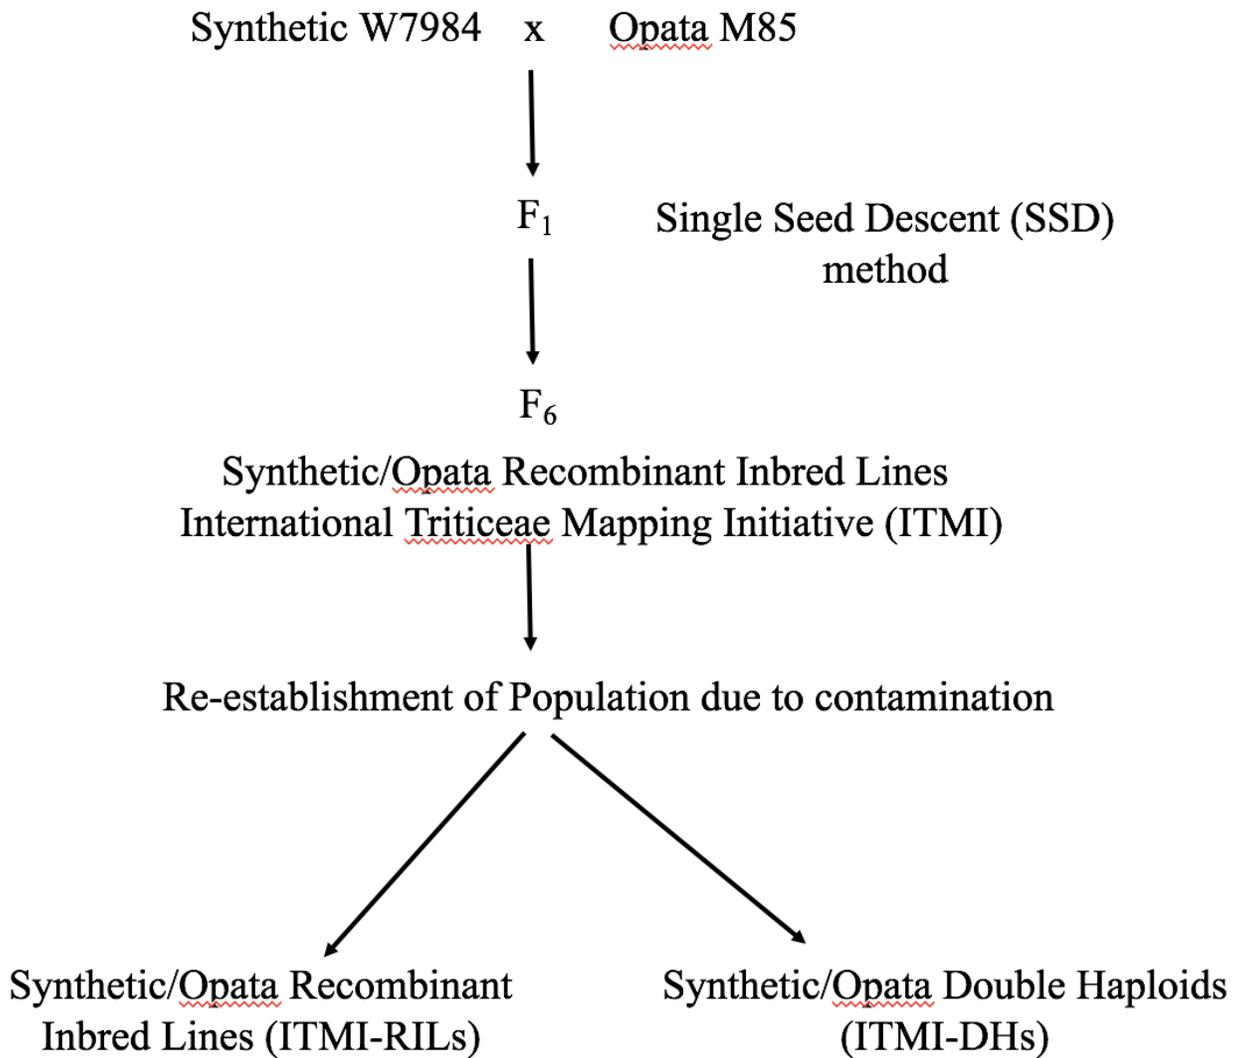 Synthetic W7984 x Opata M85
F₁ Single Seed Descent (SSD)
method
F₆
Synthetic/Opata Recombinant Inbred Lines
International Triticeae Mapping Initiative (ITMI)
Re-establishment of Population due to contamination
Synthetic/Opata Recombinant
Inbred Lines (ITMI-RILs)
Synthetic/Opata Double Haploids
(ITMI-DHs)